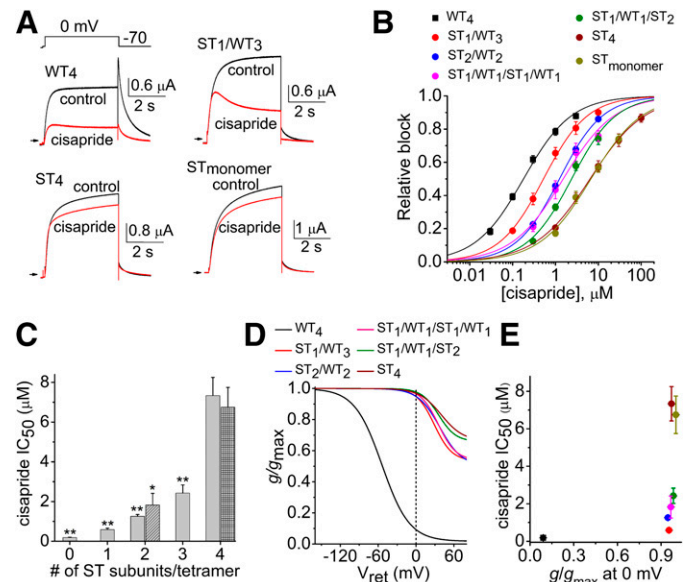 A
0 mV
-70
WT4
control
0.6 µA
2 s
cisapride
ST1/WT3
control
0.6 µA
2 s
cisapride
ST4
control
cisapride
0.8 µA
2 s
STmonomer
control
cisapride
1 µA
2 s
B
WT4
ST1/WT3
ST2/WT2
ST1/WT1/ST1/WT1
ST1/WT1/ST2
ST4
STmonomer
Relative block
1.0
0.8
0.6
0.4
0.2
0.0
0.01 0.1 1 10 100
[cisapride], µM
C
cisapride IC50 (µM)
8
6
4
2
0
** ** ** * **
0 1 2 3 4
# of ST subunits/tetramer
D
WT4
ST1/WT3
ST2/WT2
ST1/WT1/ST1/WT1
ST1/WT1/ST2
ST4
g/gmax
1.0
0.8
0.6
0.4
0.2
0.0
-120 -60 0 60
Vret (mV)
E
cisapride IC50 (µM)
8
6
4
2
0
0.0 0.3 0.6 0.9
g/gmax at 0 mV